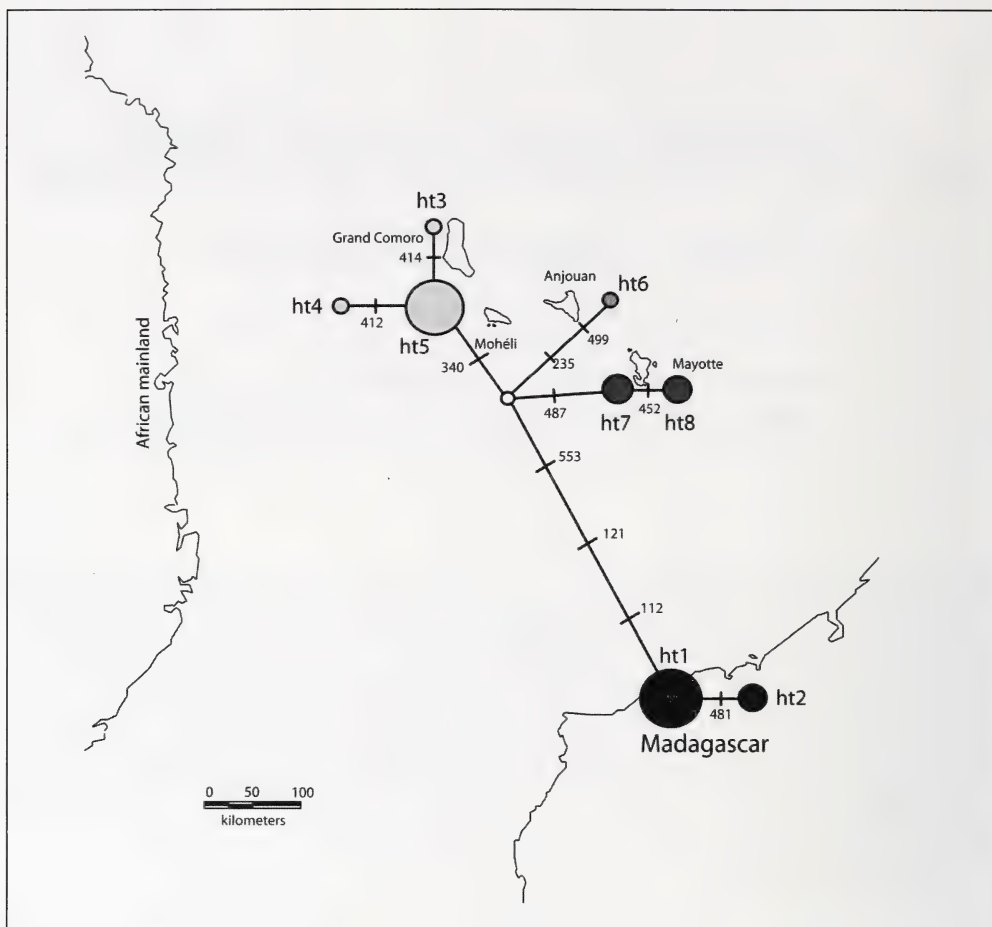 ht3
Grand Comoro
414
Anjouan
ht6
ht4
412
ht5
Mohéli
340
499
235
Mayotte
487
ht7
452
ht8
African mainland
553
121
112
ht1
481
ht2
Madagascar
0 50 100
kilometers